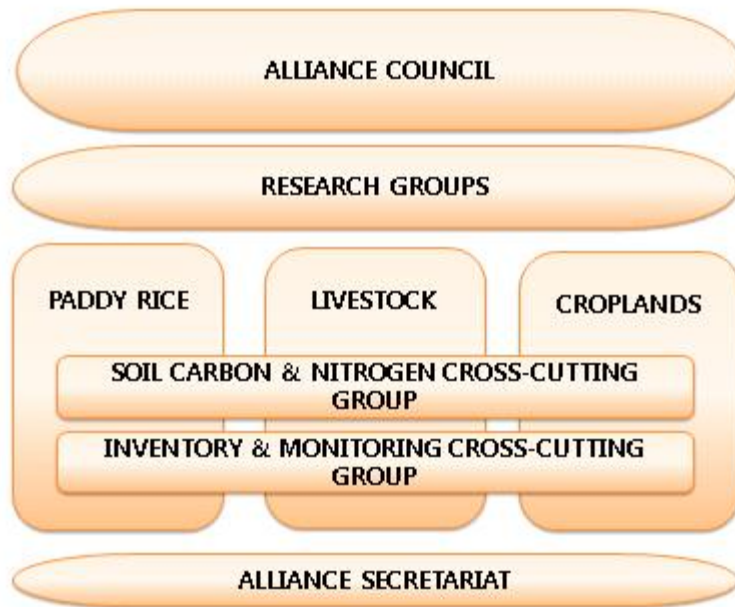 ALLIANCE COUNCIL
RESEARCH GROUPS
PADDY RICE
LIVESTOCK
CROPLANDS
SOIL CARBON & NITROGEN CROSS-CUTTING
GROUP
INVENTORY & MONITORING CROSS-CUTTING
GROUP
ALLIANCE SECRETARIAT